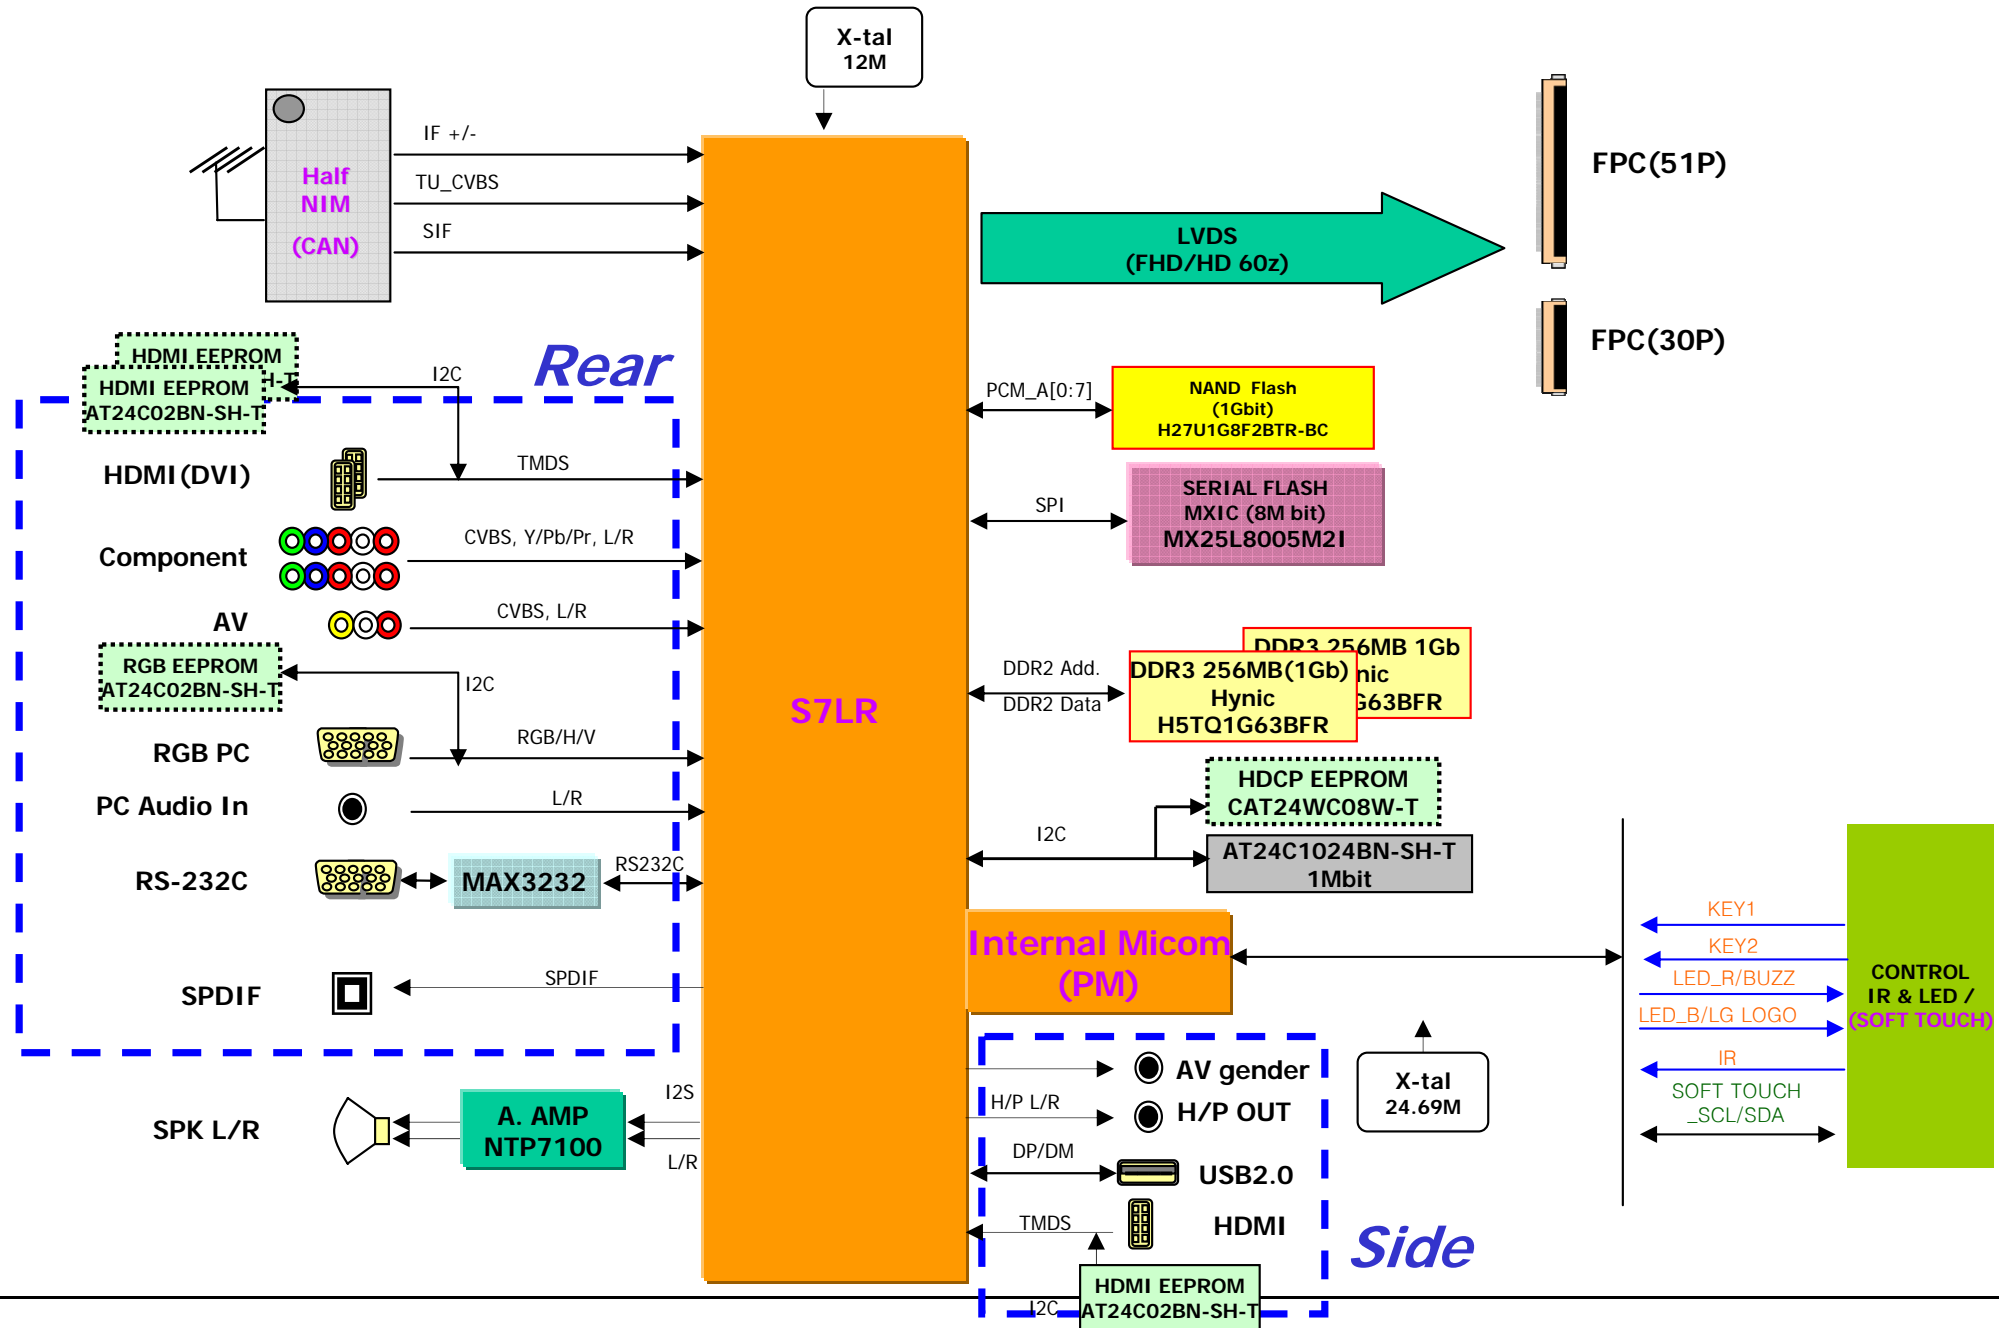 X-tal
12M
Half
NIM
(CAN)
IF +/-
TU_CVBS
SIF
LVDS
(FHD/HD 60z)
FPC(51P)
FPC(30P)
Rear
HDMI EEPROM
H-T
HDMI EEPROM
AT24C02BN-SH-T
I2C
HDMI(DVI)
TMDS
Component
CVBS, Y/Pb/Pr, L/R
AV
CVBS, L/R
RGB EEPROM
AT24C02BN-SH-T
I2C
RGB PC
RGB/H/V
PC Audio In
L/R
RS-232C
MAX3232
RS232C
SPDIF
SPDIF
SPK L/R
A. AMP
NTP7100
I2S
L/R
S7LR
PCM_A[0:7]
NAND Flash
(1Gbit)
H27U1G8F2BTR-BC
SPI
SERIAL FLASH
MXIC (8M bit)
MX25L8005M2I
DDR2 Add.
DDR2 Data
DDR3 256MB(1Gb)
Hynic
H5TQ1G63BFR
DDR3 256MB 1Gb
nic
G63BFR
I2C
HDCP EEPROM
CAT24WC08W-T
AT24C1024BN-SH-T
1Mbit
Internal Micom
(PM)
KEY1
KEY2
LED_R/BUZZ
LED_B/LG LOGO
IR
SOFT TOUCH
_SCL/SDA
CONTROL
IR & LED /
(SOFT TOUCH)
X-tal
24.69M
AV gender
H/P L/R
H/P OUT
DP/DM
USB2.0
TMDS
HDMI
Side
HDMI EEPROM
AT24C02BN-SH-T
I2C